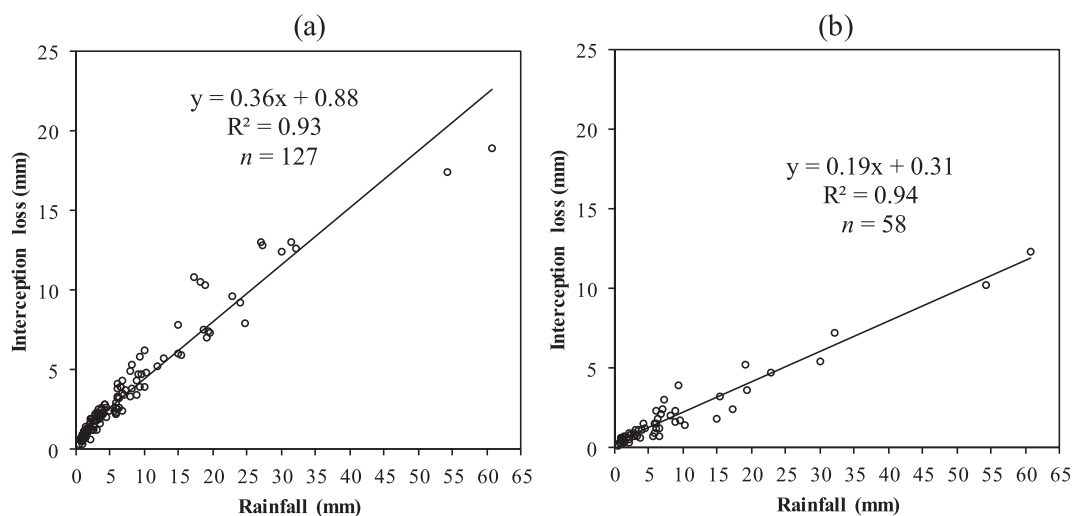 (a)
25
20
15
10
5
0
Interception loss (mm)
y = 0.36x + 0.88
R² = 0.93
n = 127
0 5 10 15 20 25 30 35 40 45 50 55 60 65
Rainfall (mm)
(b)
25
20
15
10
5
0
Interception loss (mm)
y = 0.19x + 0.31
R² = 0.94
n = 58
0 5 10 15 20 25 30 35 40 45 50 55 60 65
Rainfall (mm)